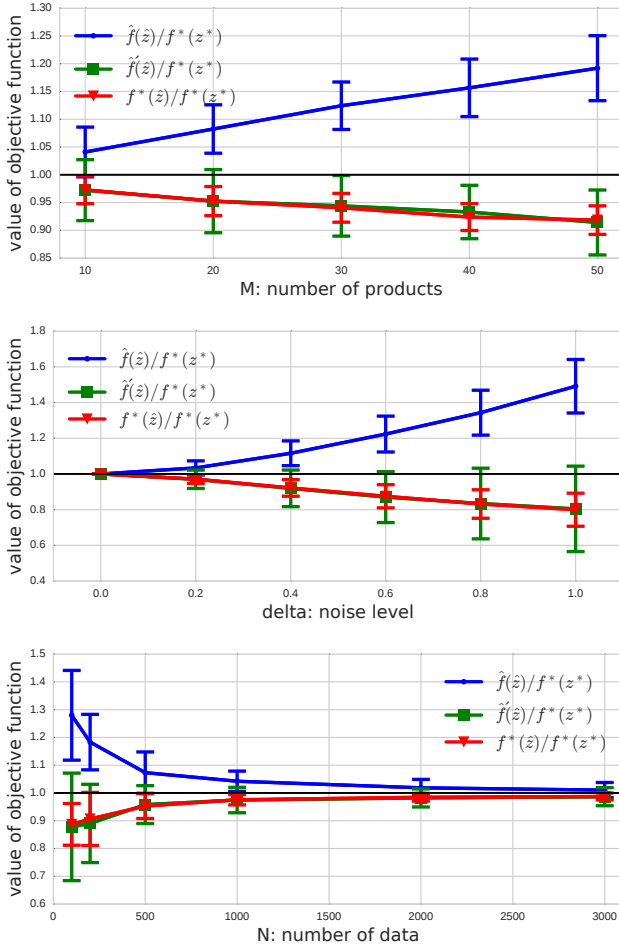 value of objective function
1.30
1.25
1.20
1.15
1.10
1.05
1.00
0.95
0.90
0.85
f̂(ẑ)/f*(z*)
f̂′(ẑ)/f*(z*)
f*(ẑ)/f*(z*)
10 20 30 40 50
M: number of products
value of objective function
1.8
1.6
1.4
1.2
1.0
0.8
0.6
0.4
f̂(ẑ)/f*(z*)
f̂′(ẑ)/f*(z*)
f*(ẑ)/f*(z*)
0.0 0.2 0.4 0.6 0.8 1.0
delta: noise level
value of objective function
1.5
1.4
1.3
1.2
1.1
1.0
0.9
0.8
0.7
0.6
f̂(ẑ)/f*(z*)
f̂′(ẑ)/f*(z*)
f*(ẑ)/f*(z*)
0 500 1000 1500 2000 2500 3000
N: number of data